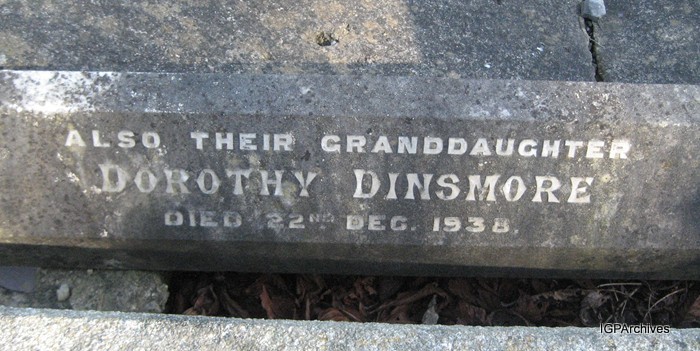 ALSO THEIR GRANDDAUGHTER
DOROTHY DINSMORE
DIED 22ND DEC. 1938.
IGPArchives